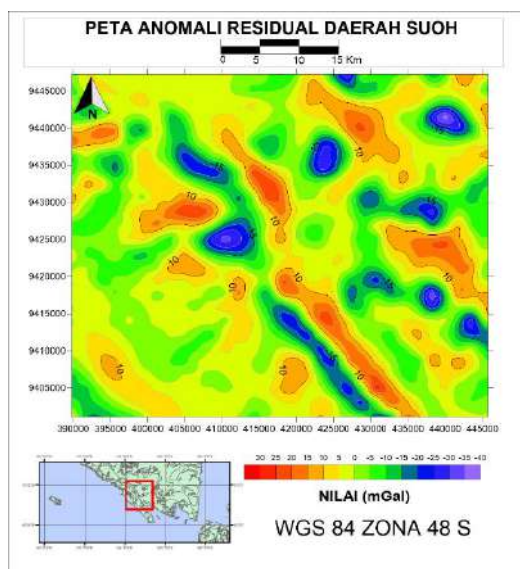 PETA ANOMALI RESIDUAL DAERAH SUOH
0 5 10 15 Km
N
9445000
9440000
9435000
9430000
9425000
9420000
9415000
9410000
9405000
390000 395000 400000 405000 410000 415000 420000 425000 430000 435000 440000 445000
30 25 20 15 10 5 0 -5 -10 -15 -20 -25 -30 -35 -40
NILAI (mGal)
WGS 84 ZONA 48 S